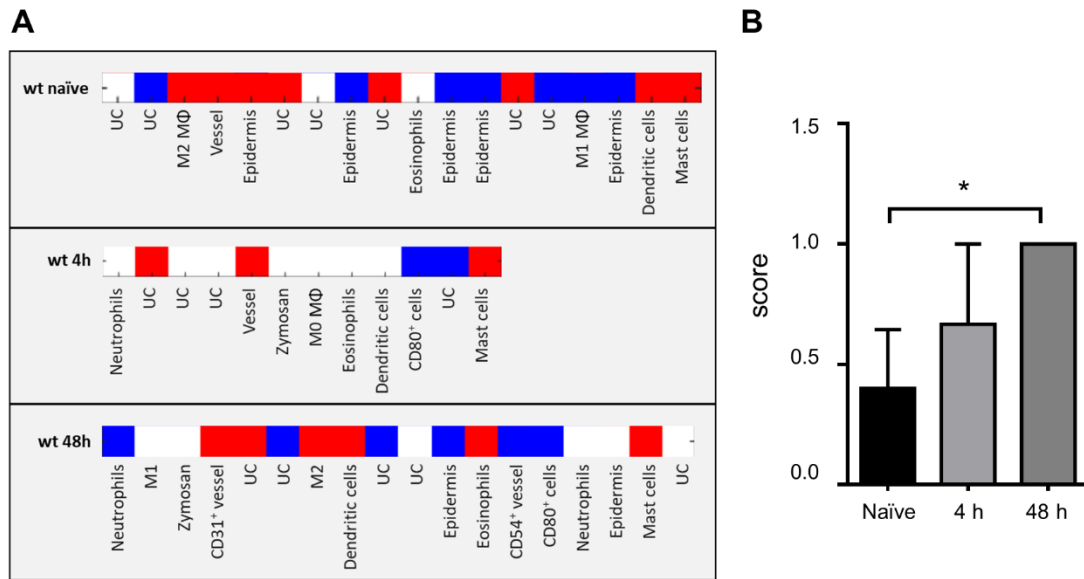 A
wt naïve
UC
UC
M2 MΦ
Vessel
Epidermis
UC
UC
Epidermis
UC
Eosinophils
Epidermis
Epidermis
UC
UC
M1 MΦ
Epidermis
Dendritic cells
Mast cells
wt 4h
Neutrophils
UC
UC
UC
Vessel
Zymosan
M0 MΦ
Eosinophils
Dendritic cells
CD80⁺ cells
UC
Mast cells
wt 48h
Neutrophils
M1
Zymosan
CD31⁺ vessel
UC
UC
M2
Dendritic cells
UC
UC
Epidermis
Eosinophils
CD54⁺ vessel
CD80⁺ cells
Neutrophils
Epidermis
Mast cells
UC
B
score
1.5
1.0
0.5
0.0
*
Naïve
4 h
48 h